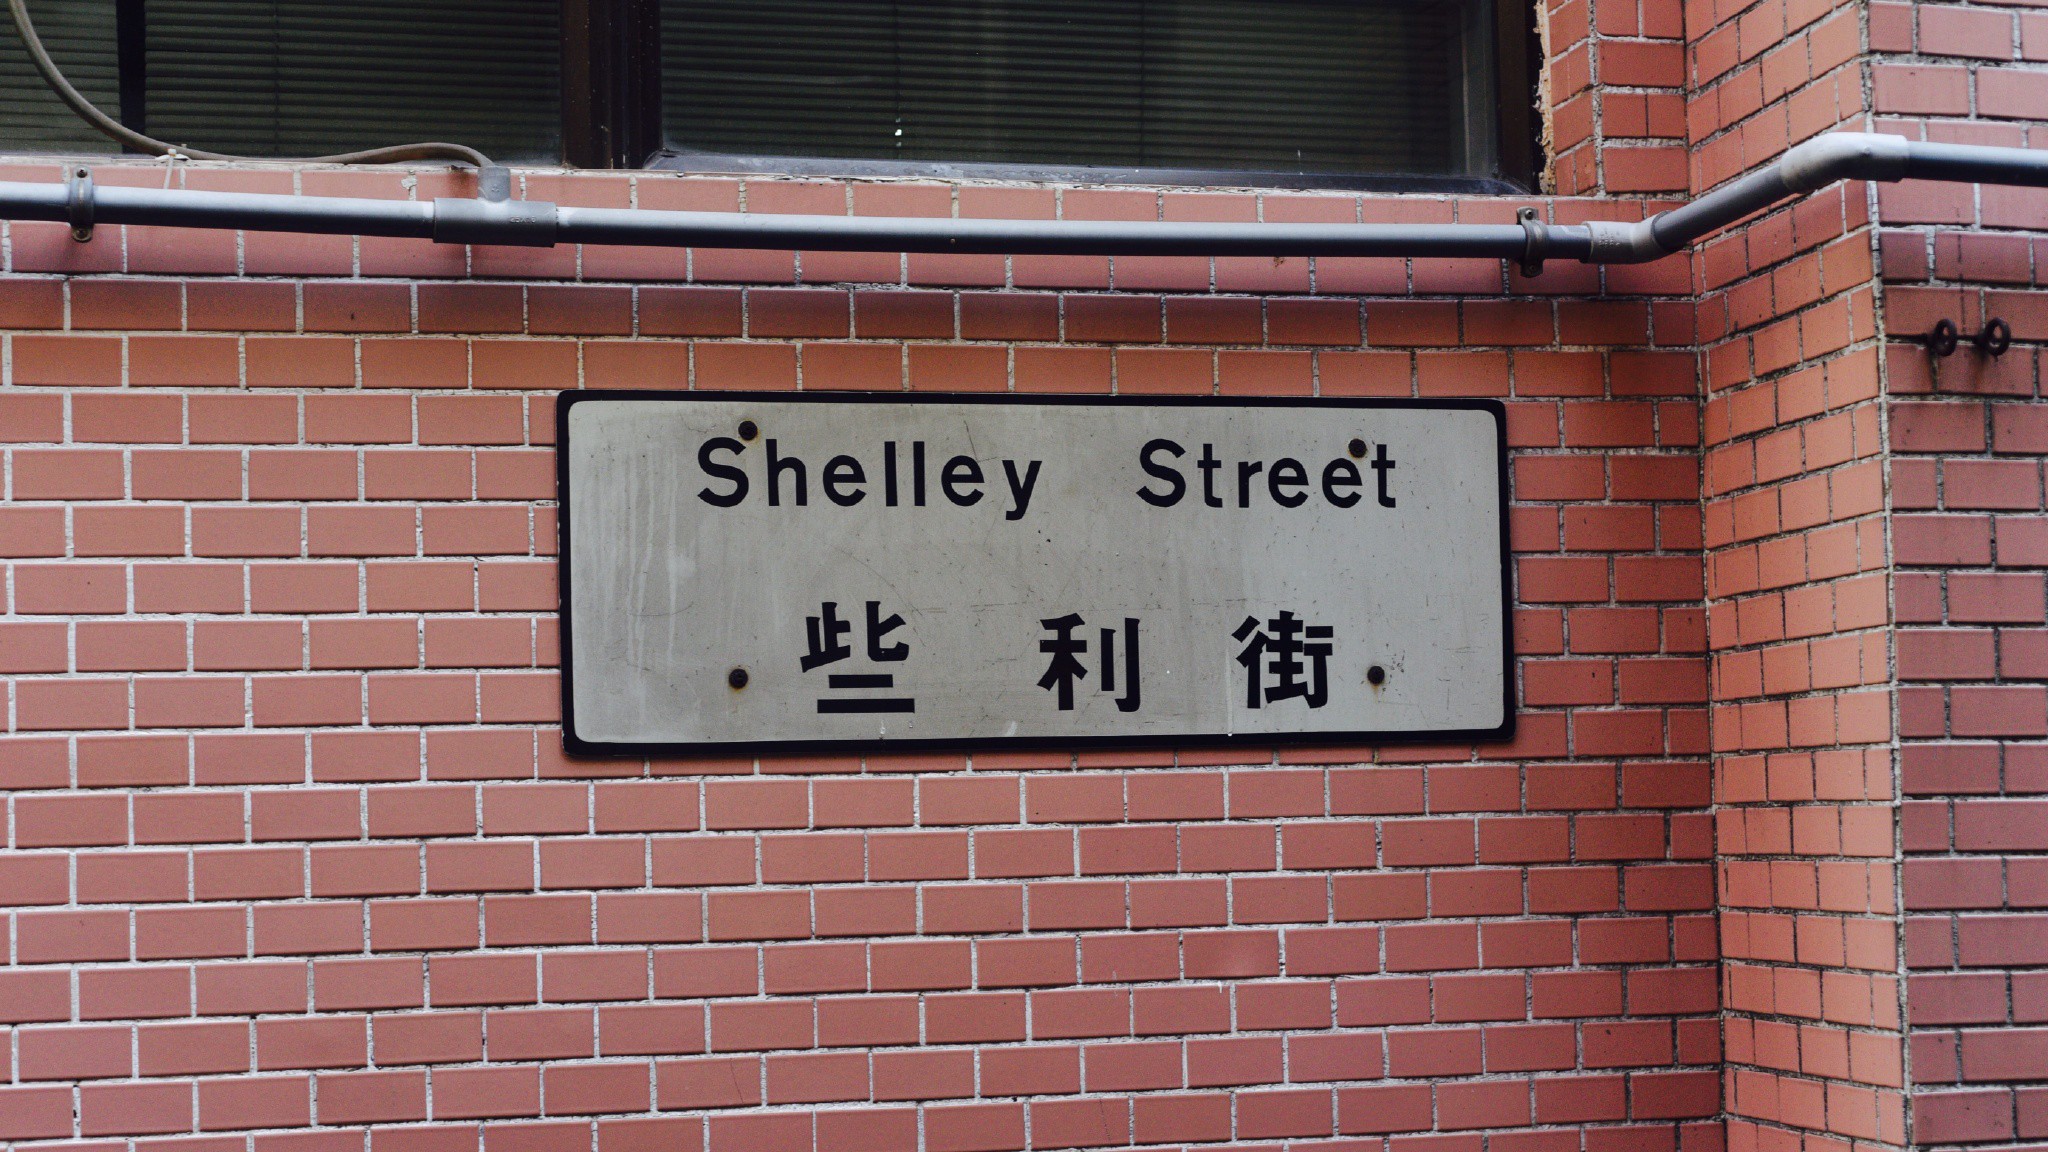 Shelley Street
些利街